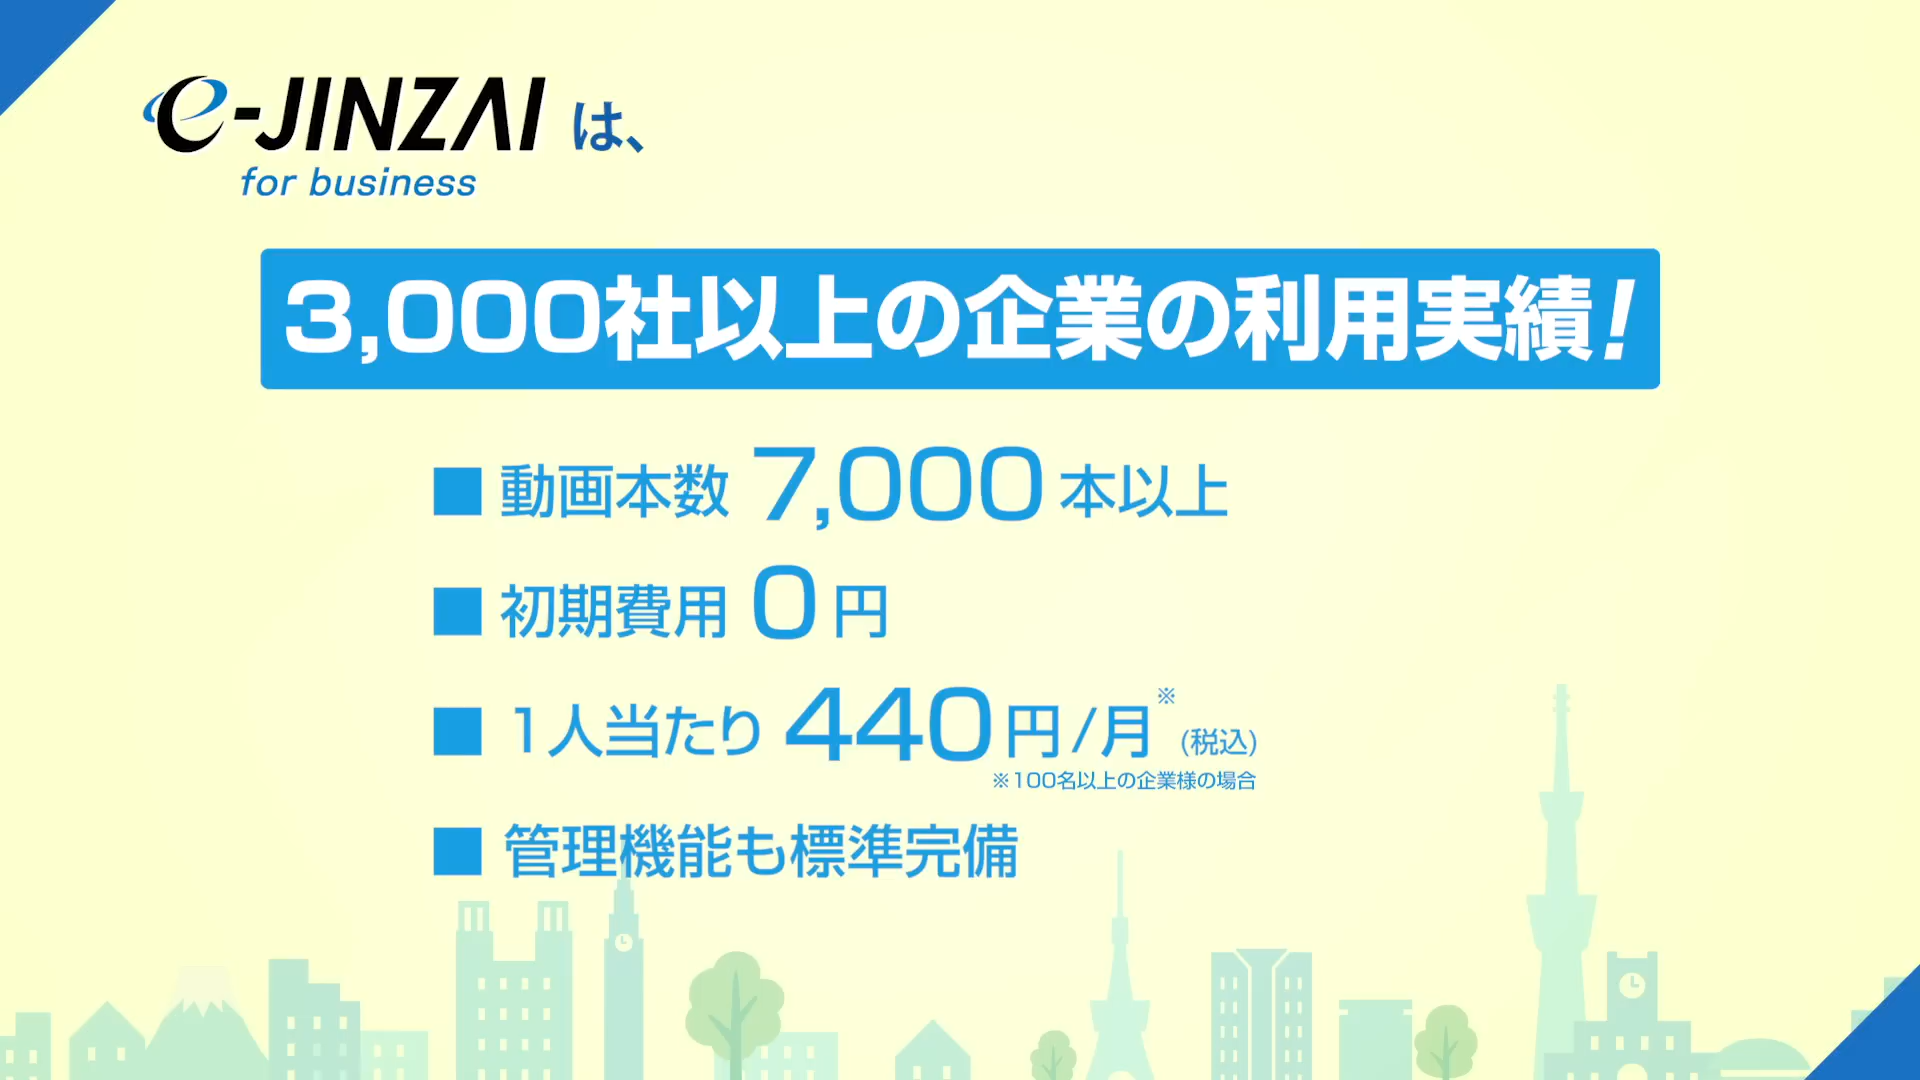 e-JINZAI は、
for business
3,000社以上の企業の利用実績!
■ 動画本数 7,000 本以上
■ 初期費用 0 円
■ 1人当たり 440 円/月※ (税込)
※100名以上の企業様の場合
■ 管理機能も標準完備